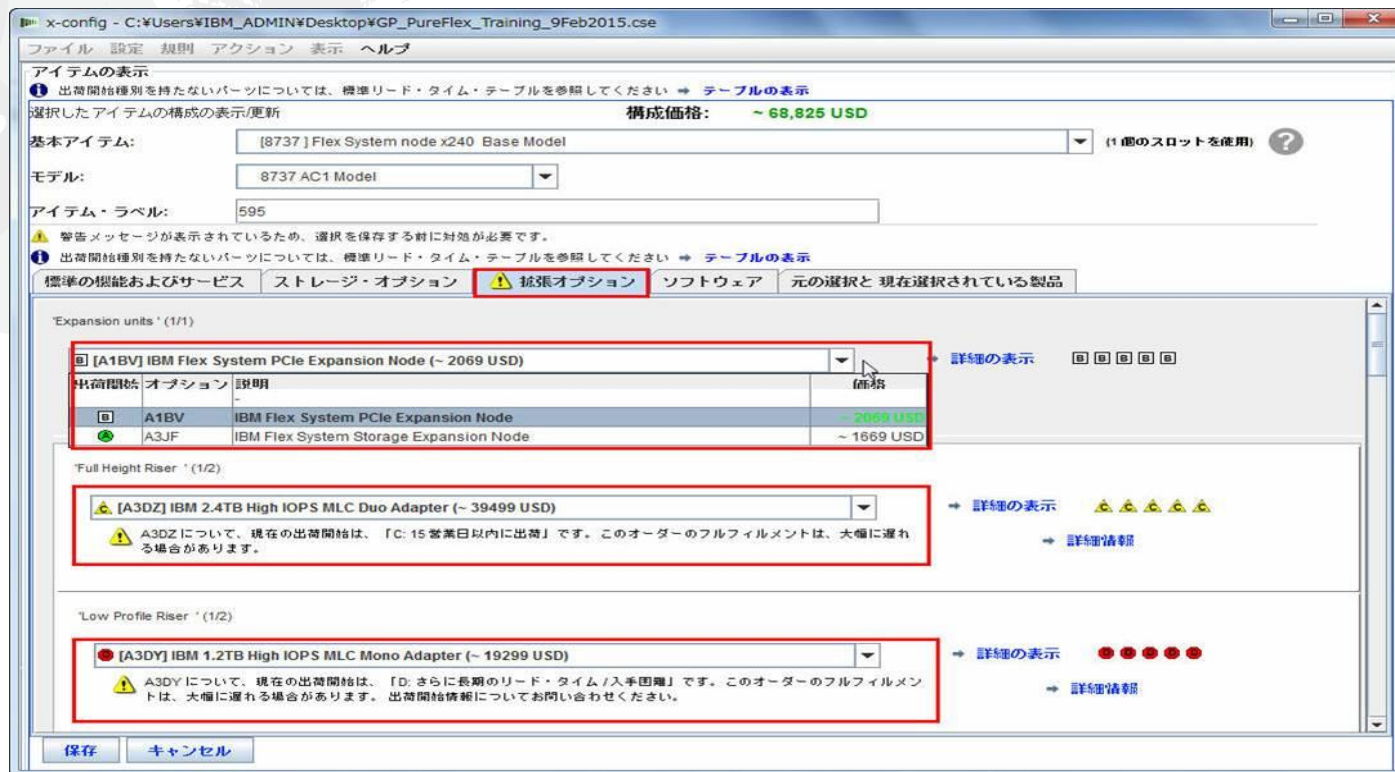 x-config - C:¥Users¥IBM_ADMIN¥Desktop¥GP_PureFlex_Training_9Feb2015.cse
ファイル 設定 規則 アクション 表示 ヘルプ
アイテムの表示
出荷開始種別を持たないパーツについては、標準リード・タイム・テーブルを参照してください ➡ テーブルの表示
選択したアイテムの構成の表示/更新 構成価格: ~ 68,825 USD
基本アイテム: [8737 ] Flex System node x240 Base Model (1 個のスロットを使用) ?
モデル: 8737 AC1 Model
アイテム・ラベル: 595
警告メッセージが表示されているため、選択を保存する前に対処が必要です。
出荷開始種別を持たないパーツについては、標準リード・タイム・テーブルを参照してください ➡ テーブルの表示
標準の機能およびサービス ストレージ・オプション 拡張オプション ソフトウェア 元の選択と 現在選択されている製品
'Expansion units ' (1/1)
B [A1BV] IBM Flex System PCIe Expansion Node (~ 2069 USD) ➡ 詳細の表示 B B B B B
出荷開始 オプション 説明 価格
-
B A1BV IBM Flex System PCIe Expansion Node ~ 2069 USD
A A3JF IBM Flex System Storage Expansion Node ~ 1669 USD
'Full Height Riser ' (1/2)
C [A3DZ] IBM 2.4TB High IOPS MLC Duo Adapter (~ 39499 USD) ➡ 詳細の表示 C C C C C
A3DZ について、現在の出荷開始は、「C: 15 営業日以内に出荷」です。このオーダーのフルフィルメントは、大幅に遅れ
る場合があります。
➡ 詳細情報
'Low Profile Riser ' (1/2)
D [A3DY] IBM 1.2TB High IOPS MLC Mono Adapter (~ 19299 USD) ➡ 詳細の表示 D D D D D
A3DY について、現在の出荷開始は、「D: さらに長期のリード・タイム /入手困難」です。このオーダーのフルフィルメン
トは、大幅に遅れる場合があります。 出荷開始情報についてお問い合わせください。
➡ 詳細情報
保存 キャンセル